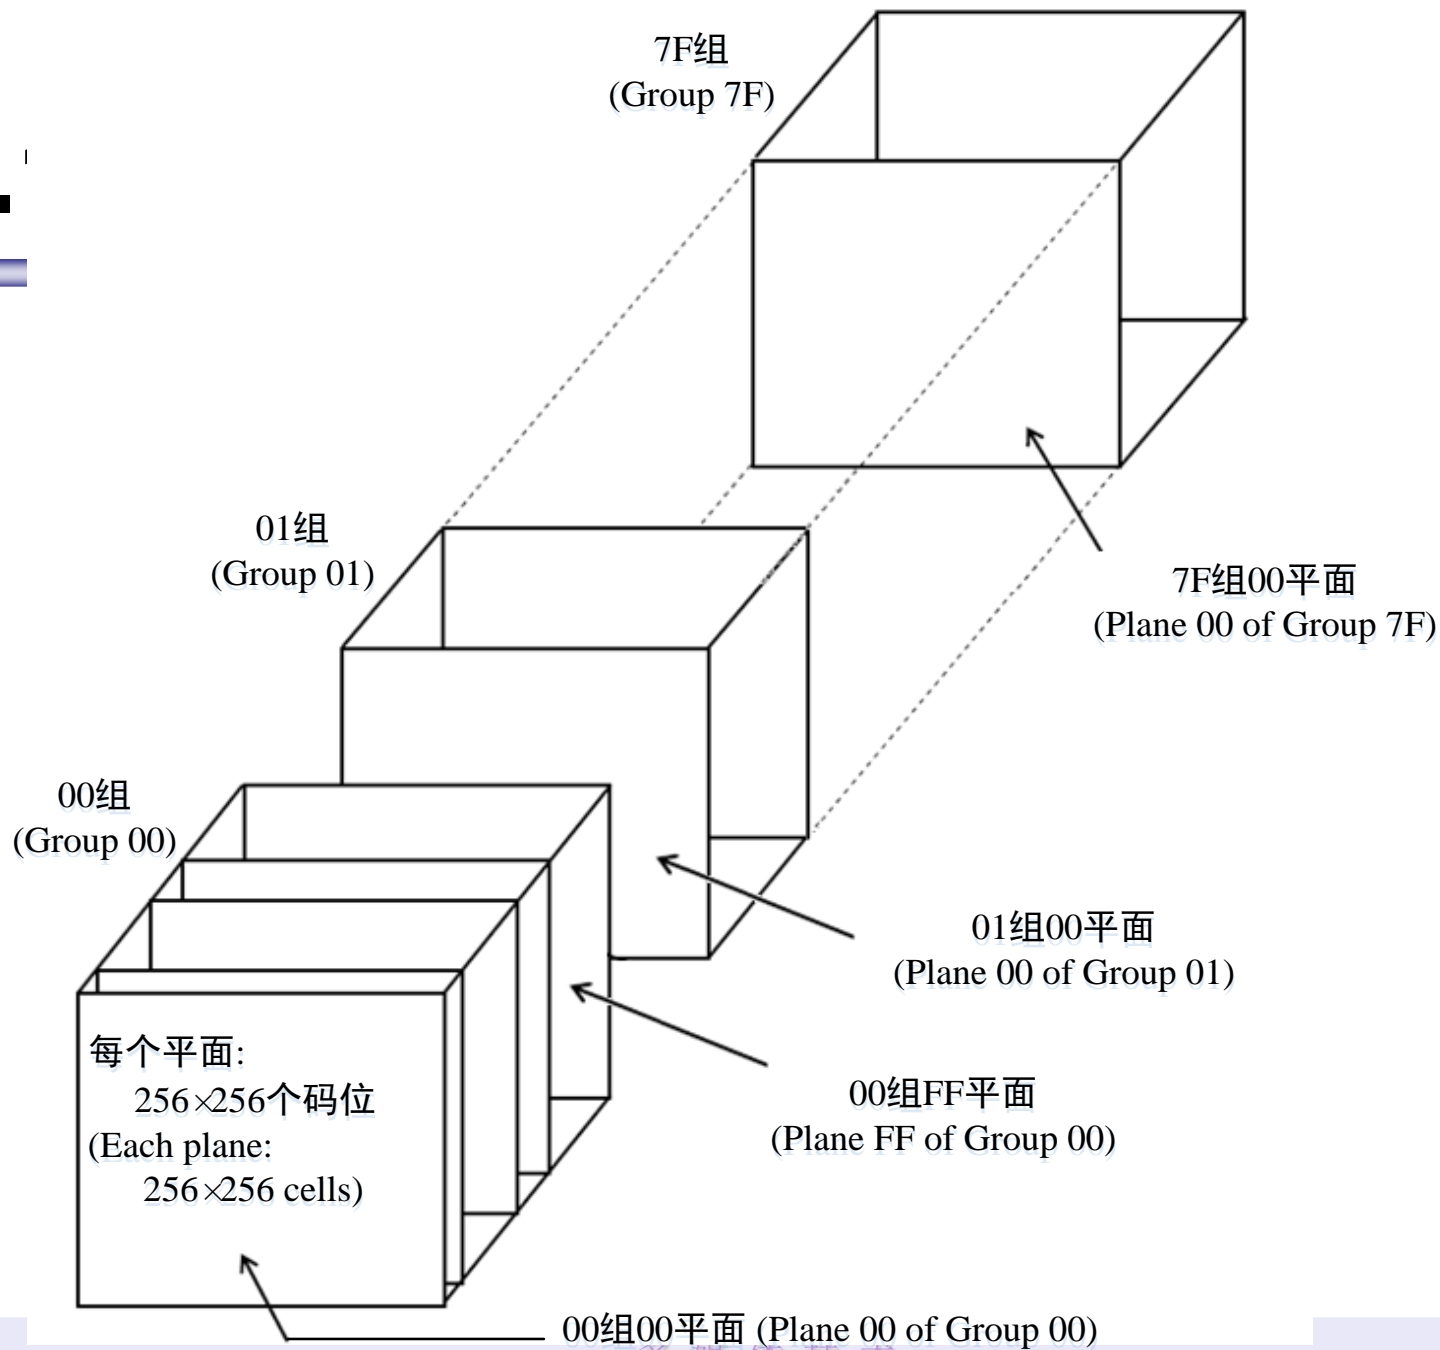 7F组
(Group 7F)
01组
(Group 01)
7F组00平面
(Plane 00 of Group 7F)
00组
(Group 00)
01组00平面
(Plane 00 of Group 01)
每个平面:
256×256个码位
(Each plane:
256×256 cells)
00组FF平面
(Plane FF of Group 00)
00组00平面 (Plane 00 of Group 00)